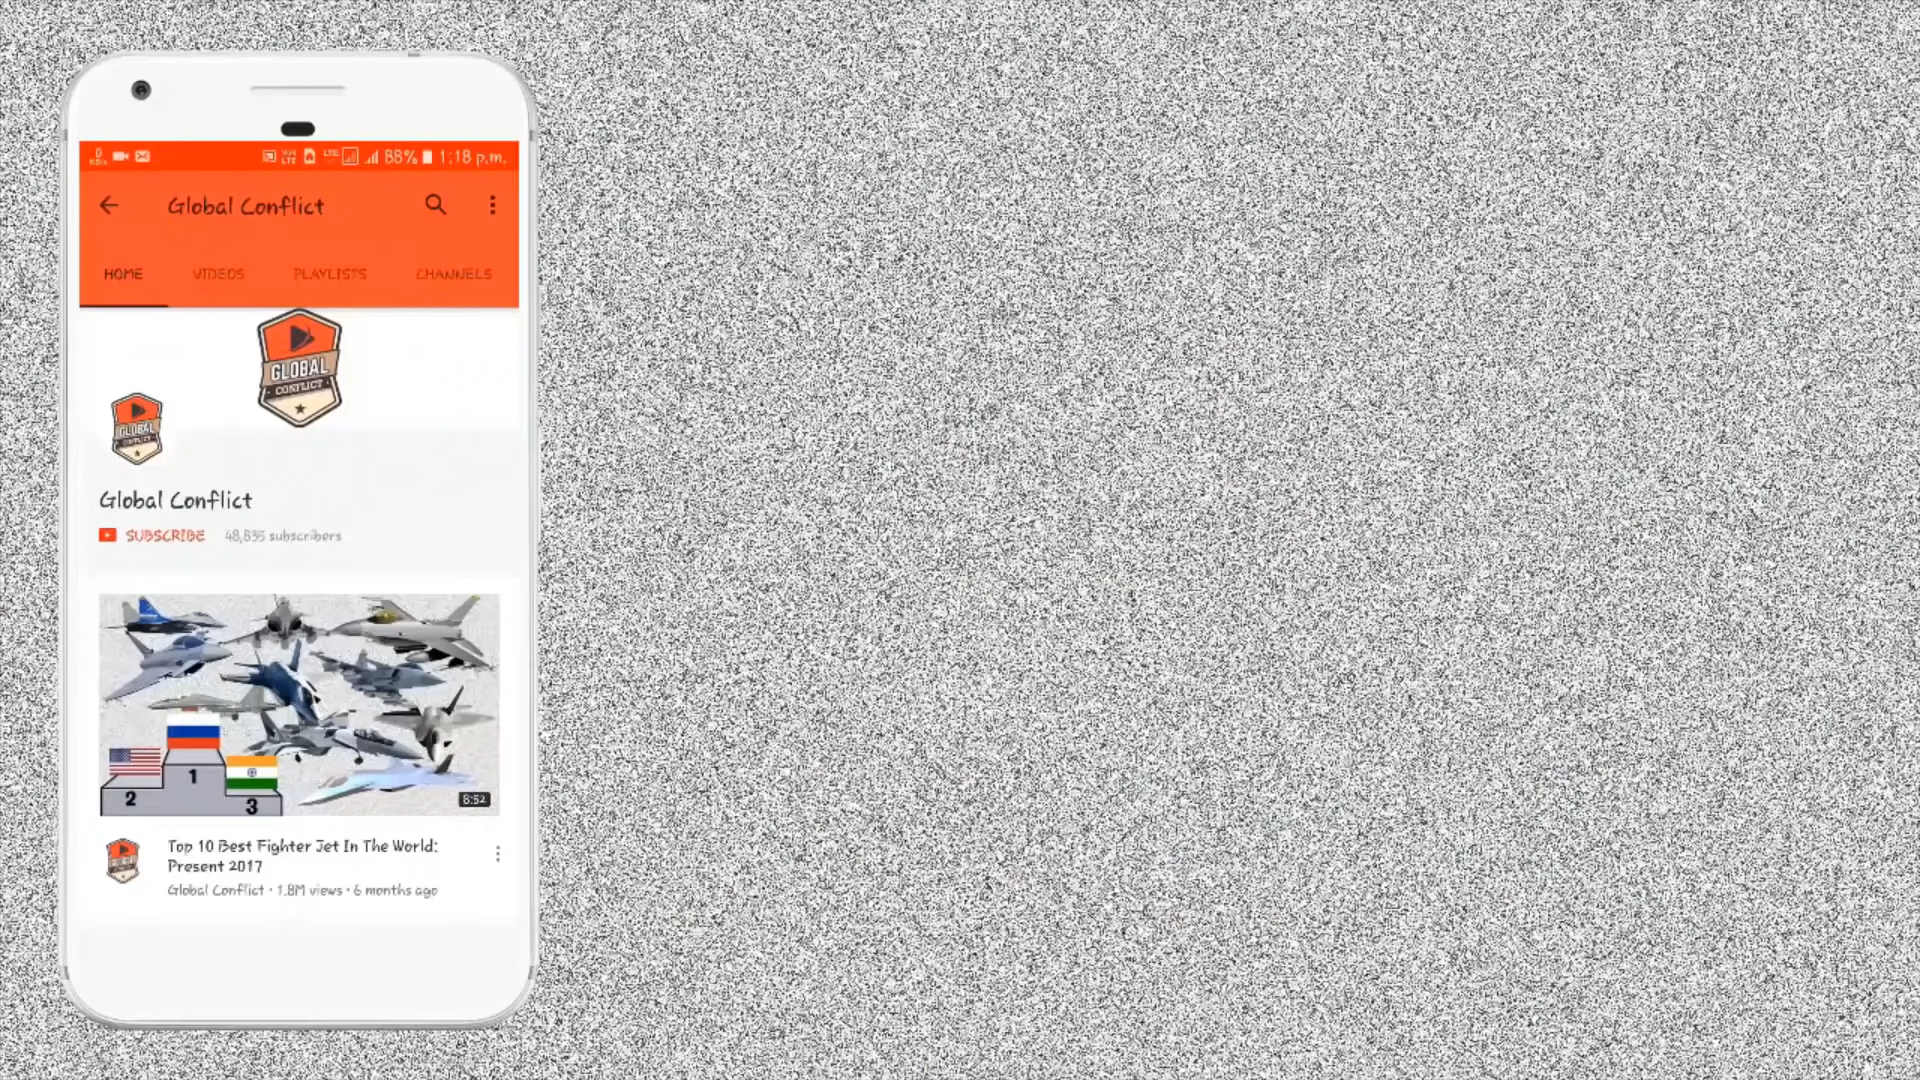 88% 1:18 p.m.
Global Conflict
HOME VIDEOS PLAYLISTS CHANNELS
GLOBAL
CONFLICT
GLOBAL
CONFLICT
Global Conflict
SUBSCRIBE 48,835 subscribers
1
2
3
8:52
Top 10 Best Fighter Jet In The World:
Present 2017
Global Conflict · 1.8M views · 6 months ago